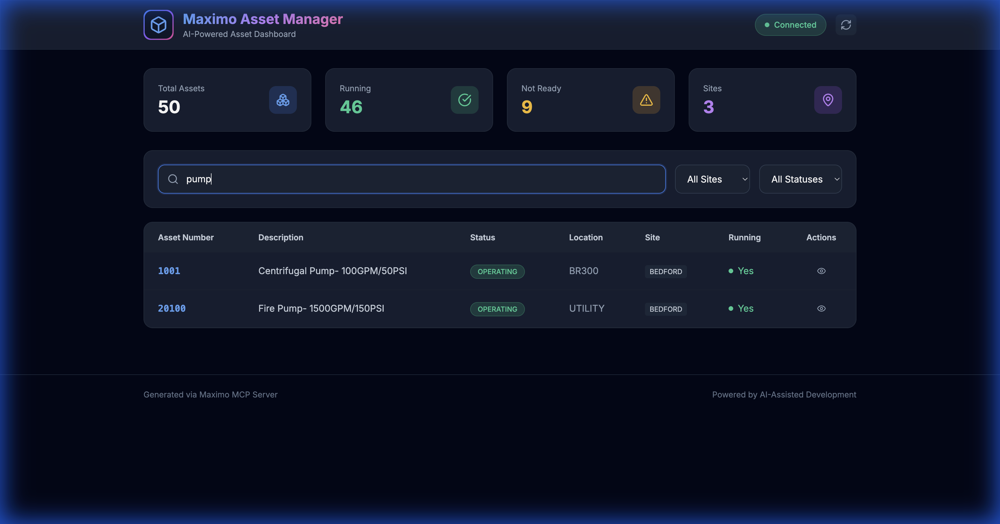 Maximo Asset Manager
AI-Powered Asset Dashboard
Connected
Total Assets
50
Running
46
Not Ready
9
Sites
3
pump
All Sites
All Statuses
Asset Number Description Status Location Site Running Actions
1001 Centrifugal Pump- 100GPM/50PSI OPERATING BR300 BEDFORD Yes
20100 Fire Pump- 1500GPM/150PSI OPERATING UTILITY BEDFORD Yes
Generated via Maximo MCP Server
Powered by AI-Assisted Development